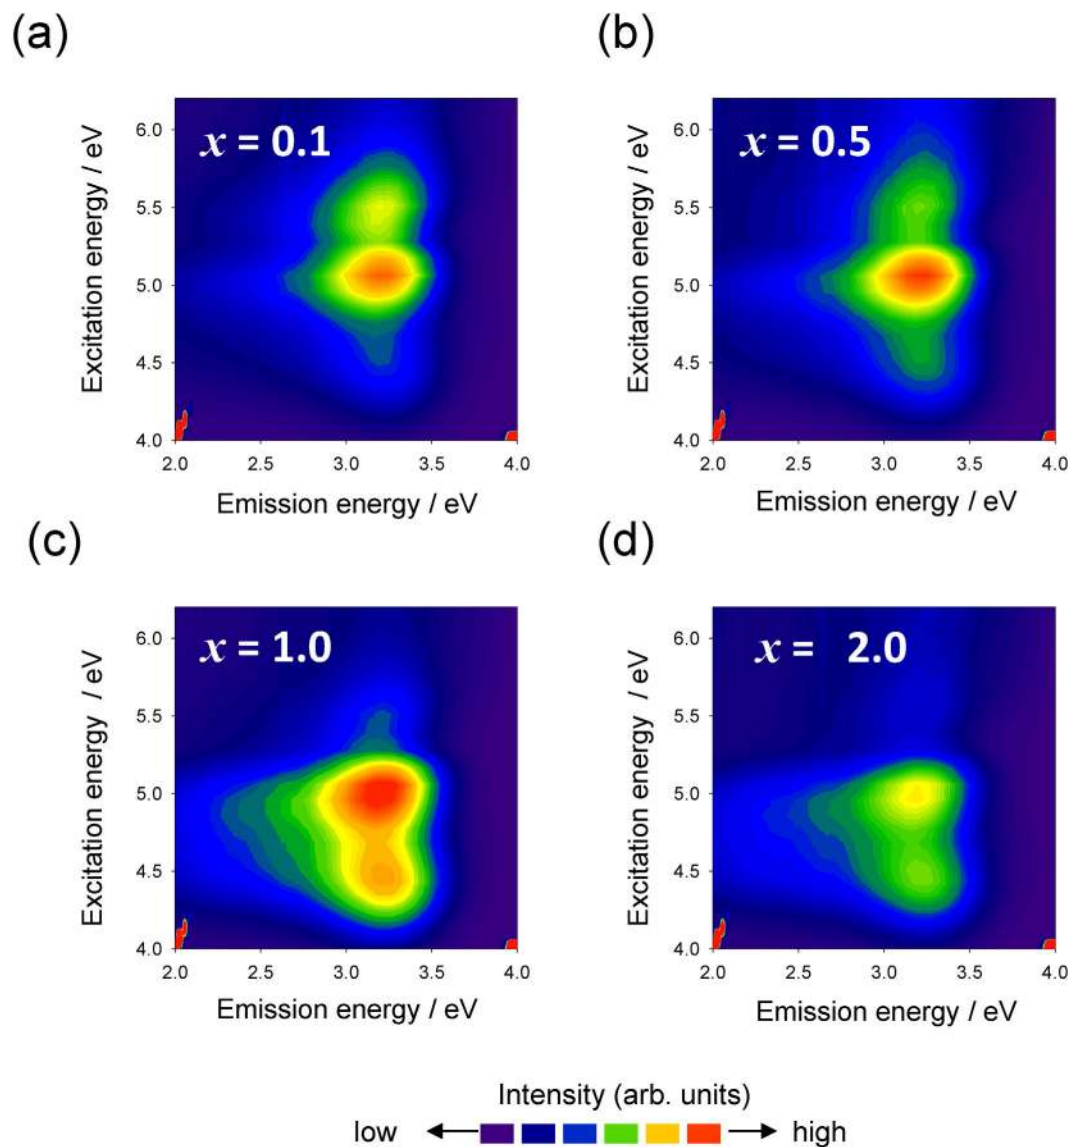 (a)
x = 0.1
Excitation energy / eV
6.0
5.5
5.0
4.5
4.0
2.0 2.5 3.0 3.5 4.0
Emission energy / eV
(b)
x = 0.5
Excitation energy / eV
6.0
5.5
5.0
4.5
4.0
2.0 2.5 3.0 3.5 4.0
Emission energy / eV
(c)
x = 1.0
Excitation energy / eV
6.0
5.5
5.0
4.5
4.0
2.0 2.5 3.0 3.5 4.0
Emission energy / eV
(d)
x = 2.0
Excitation energy / eV
6.0
5.5
5.0
4.5
4.0
2.0 2.5 3.0 3.5 4.0
Emission energy / eV
Intensity (arb. units)
low high